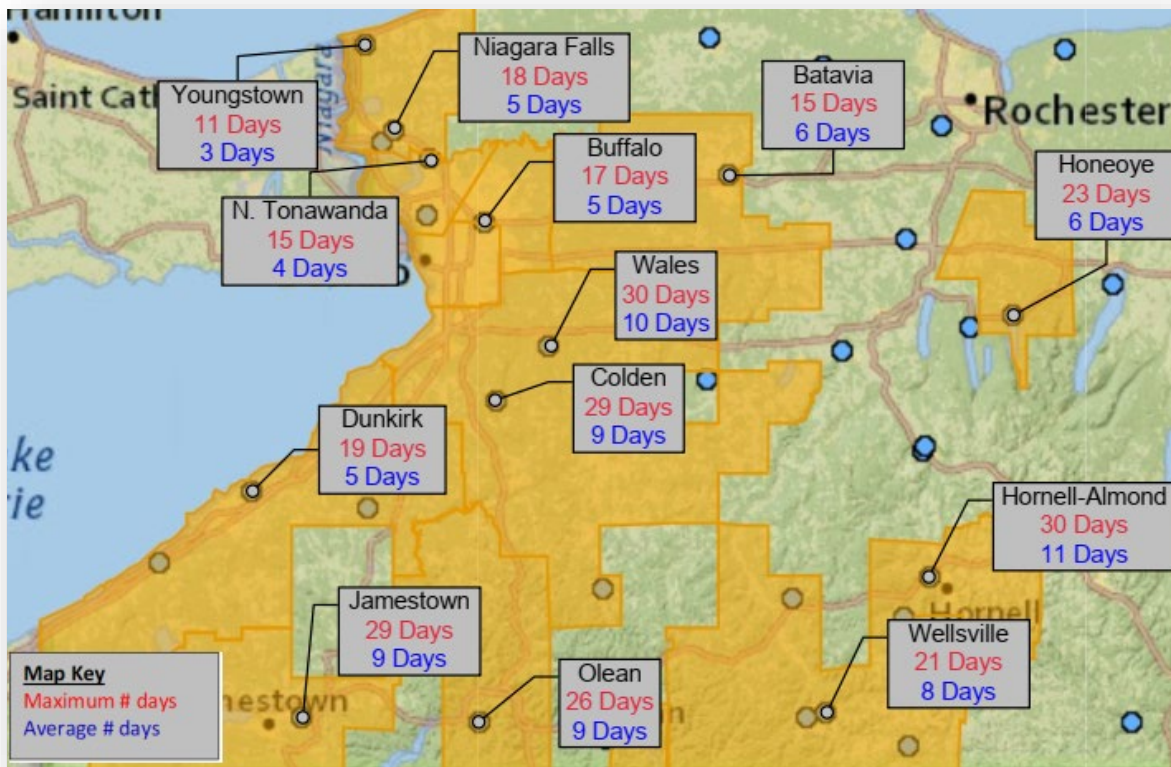 Hamilton
Saint Cath
Niagara
Youngstown
11 Days
3 Days
Niagara Falls
18 Days
5 Days
Batavia
15 Days
6 Days
Rochester
Buffalo
17 Days
5 Days
Honeoye
23 Days
6 Days
N. Tonawanda
15 Days
4 Days
o
Wales
30 Days
10 Days
Colden
29 Days
9 Days
Dunkirk
19 Days
5 Days
ke
rie
Hornell-Almond
30 Days
11 Days
Hornell
Jamestown
29 Days
9 Days
Wellsville
21 Days
8 Days
Olean
26 Days
9 Days
an
mestown
Map Key
Maximum # days
Average # days